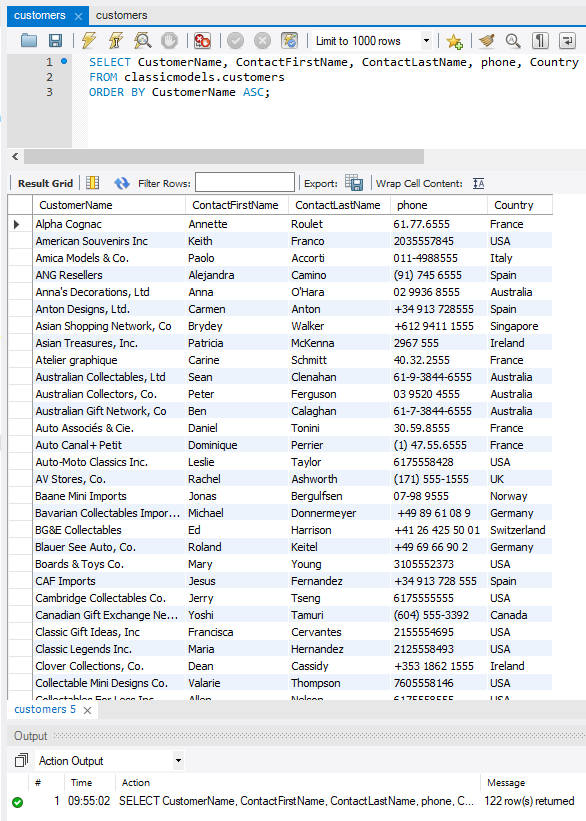 customers customers
Limit to 1000 rows
1 SELECT CustomerName, ContactFirstName, ContactLastName, phone, Country
2 FROM classicmodels.customers
3 ORDER BY CustomerName ASC;
Result Grid Filter Rows: Export: Wrap Cell Content:
CustomerName ContactFirstName ContactLastName phone Country
Alpha Cognac Annette Roulet 61.77.6555 France
American Souvenirs Inc Keith Franco 2035557845 USA
Amica Models & Co. Paolo Accorti 011-4988555 Italy
ANG Resellers Alejandra Camino (91) 745 6555 Spain
Anna's Decorations, Ltd Anna O'Hara 02 9936 8555 Australia
Anton Designs, Ltd. Carmen Anton +34 913 728555 Spain
Asian Shopping Network, Co Brydey Walker +612 9411 1555 Singapore
Asian Treasures, Inc. Patricia McKenna 2967 555 Ireland
Atelier graphique Carine Schmitt 40.32.2555 France
Australian Collectables, Ltd Sean Clenahan 61-9-3844-6555 Australia
Australian Collectors, Co. Peter Ferguson 03 9520 4555 Australia
Australian Gift Network, Co Ben Calaghan 61-7-3844-6555 Australia
Auto Associés & Cie. Daniel Tonini 30.59.8555 France
Auto Canal+ Petit Dominique Perrier (1) 47.55.6555 France
Auto-Moto Classics Inc. Leslie Taylor 6175558428 USA
AV Stores, Co. Rachel Ashworth (171) 555-1555 UK
Baane Mini Imports Jonas Bergulfsen 07-98 9555 Norway
Bavarian Collectables Impor... Michael Donnermeyer +49 89 61 08 9 Germany
BG&E Collectables Ed Harrison +41 26 425 50 01 Switzerland
Blauer See Auto, Co. Roland Keitel +49 69 66 90 2 Germany
Boards & Toys Co. Mary Young 3105552373 USA
CAF Imports Jesus Fernandez +34 913 728 555 Spain
Cambridge Collectables Co. Jerry Tseng 6175555555 USA
Canadian Gift Exchange Ne... Yoshi Tamuri (604) 555-3392 Canada
Classic Gift Ideas, Inc Francisca Cervantes 2155554695 USA
Classic Legends Inc. Maria Hernandez 2125558493 USA
Clover Collections, Co. Dean Cassidy +353 1862 1555 Ireland
Collectable Mini Designs Co. Valarie Thompson 7605558146 USA
Collectables For Less Inc. Allen Nelson 6175558555 USA
customers 5
Output
Action Output
# Time Action Message
1 09:55:02 SELECT CustomerName, ContactFirstName, ContactLastName, phone, C... 122 row(s) returned